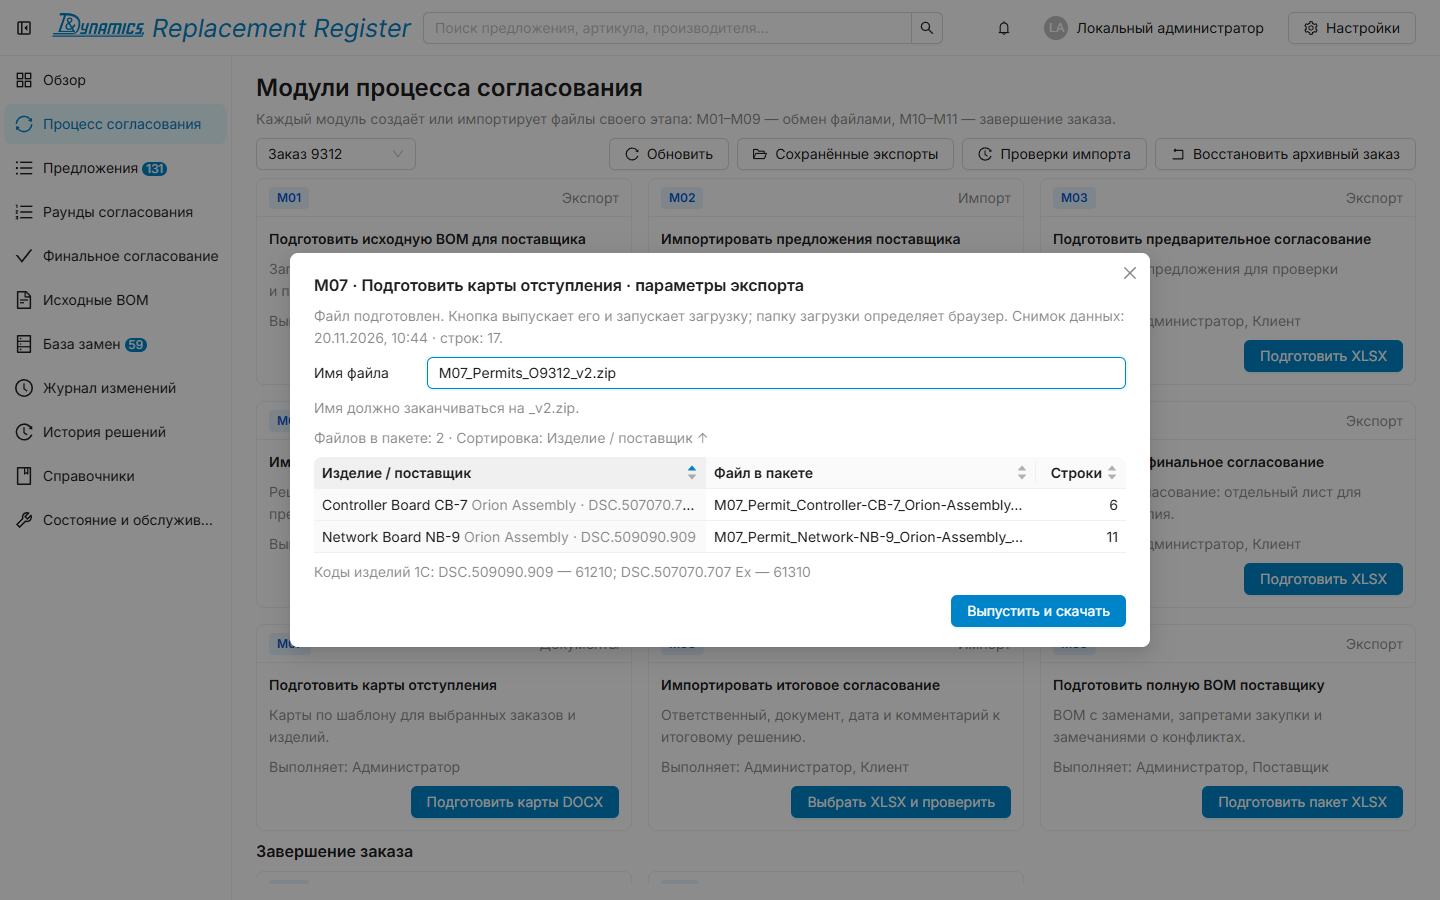 Dynamics Replacement Register
Поиск предложения, артикула, производителя...
LA Локальный администратор
Настройки
Обзор
Процесс согласования
Предложения 131
Раунды согласования
Финальное согласование
Исходные BOM
База замен 59
Журнал изменений
История решений
Справочники
Состояние и обслужив...
Модули процесса согласования
Каждый модуль создаёт или импортирует файлы своего этапа: M01–M09 — обмен файлами, M10–M11 — завершение заказа.
Заказ 9312
Обновить
Сохранённые экспорты
Проверки импорта
Восстановить архивный заказ
M01 Экспорт
M02 Импорт
M03 Экспорт
Подготовить исходную BOM для поставщика
Импортировать предложения поставщика
Подготовить предварительное согласование
предложения для проверки
и п
Клиент
Подготовить XLSX
M07 · Подготовить карты отступления · параметры экспорта
Файл подготовлен. Кнопка выпускает его и запускает загрузку; папку загрузки определяет браузер. Снимок данных:
20.11.2026, 10:44 · строк: 17.
Имя файла M07_Permits_O9312_v2.zip
Имя должно заканчиваться на _v2.zip.
Файлов в пакете: 2 · Сортировка: Изделие / поставщик ↑
Изделие / поставщик Файл в пакете Строки
Controller Board CB-7 Orion Assembly · DSC.507070.7... M07_Permit_Controller-CB-7_Orion-Assembly... 6
Network Board NB-9 Orion Assembly · DSC.509090.909 M07_Permit_Network-NB-9_Orion-Assembly_... 11
Коды изделий 1С: DSC.509090.909 — 61210; DSC.507070.707 Ex — 61310
Выпустить и скачать
Экспорт
финальное согласование
отдельный лист для
Клиент
Подготовить XLSX
Экспорт
Подготовить карты отступления
Импортировать итоговое согласование
Подготовить полную BOM поставщику
Карты по шаблону для выбранных заказов и
изделий.
Ответственный, документ, дата и комментарий к
итоговому решению.
BOM с заменами, запретами закупки и
замечаниями о конфликтах.
Выполняет: Администратор
Выполняет: Администратор, Клиент
Выполняет: Администратор, Поставщик
Подготовить карты DOCX
Выбрать XLSX и проверить
Подготовить пакет XLSX
Завершение заказа